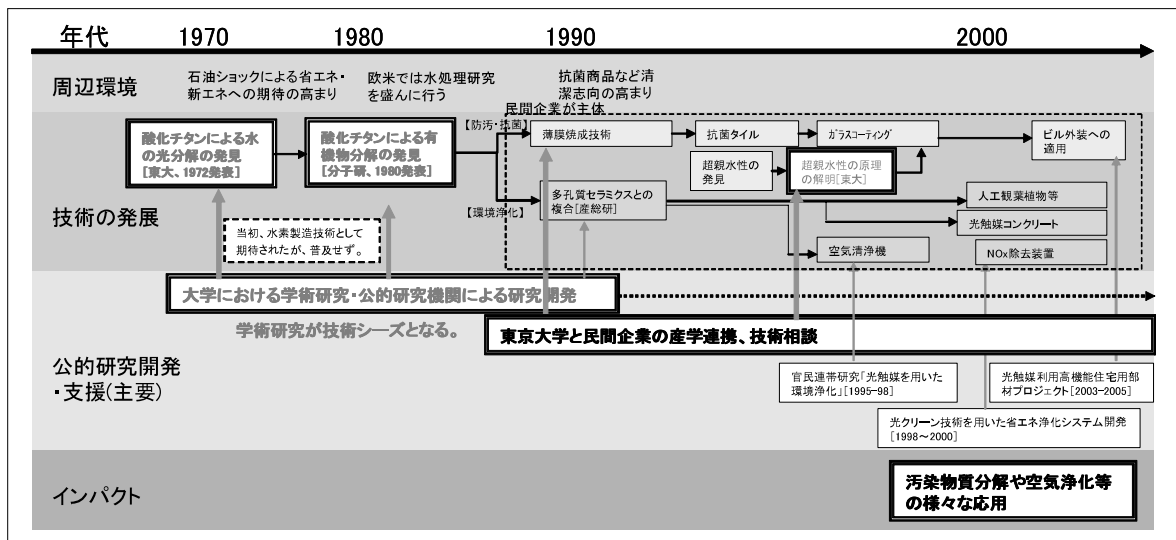 年代
1970
1980
1990
2000
周辺環境
石油ショックによる省エネ・
新エネへの期待の高まり
欧米では水処理研究
を盛んに行う
抗菌商品など清
潔志向の高まり
民間企業が主体
技術の発展
酸化チタンによる水
の光分解の発見
[東大、1972発表]
酸化チタンによる有
機物分解の発見
[分子研、1980発表]
【防汚・抗菌】
薄膜焼成技術
抗菌タイル
ガラスコーティング
ビル外装への
適用
超親水性の
発見
超親水性の原理
の解明[東大]
【環境浄化】
多孔質セラミクスとの
複合[産総研]
人工観葉植物等
光触媒コンクリート
空気清浄機
NOx除去装置
当初、水素製造技術として
期待されたが、普及せず。
公的研究開発
・支援(主要)
大学における学術研究・公的研究機関による研究開発
学術研究が技術シーズとなる。
東京大学と民間企業の産学連携、技術相談
官民連帯研究「光触媒を用いた
環境浄化」[1995-98]
光触媒利用高機能住宅用部
材プロジェクト[2003-2005]
光クリーン技術を用いた省エネ浄化システム開発
[1998~2000]
インパクト
汚染物質分解や空気浄化等
の様々な応用